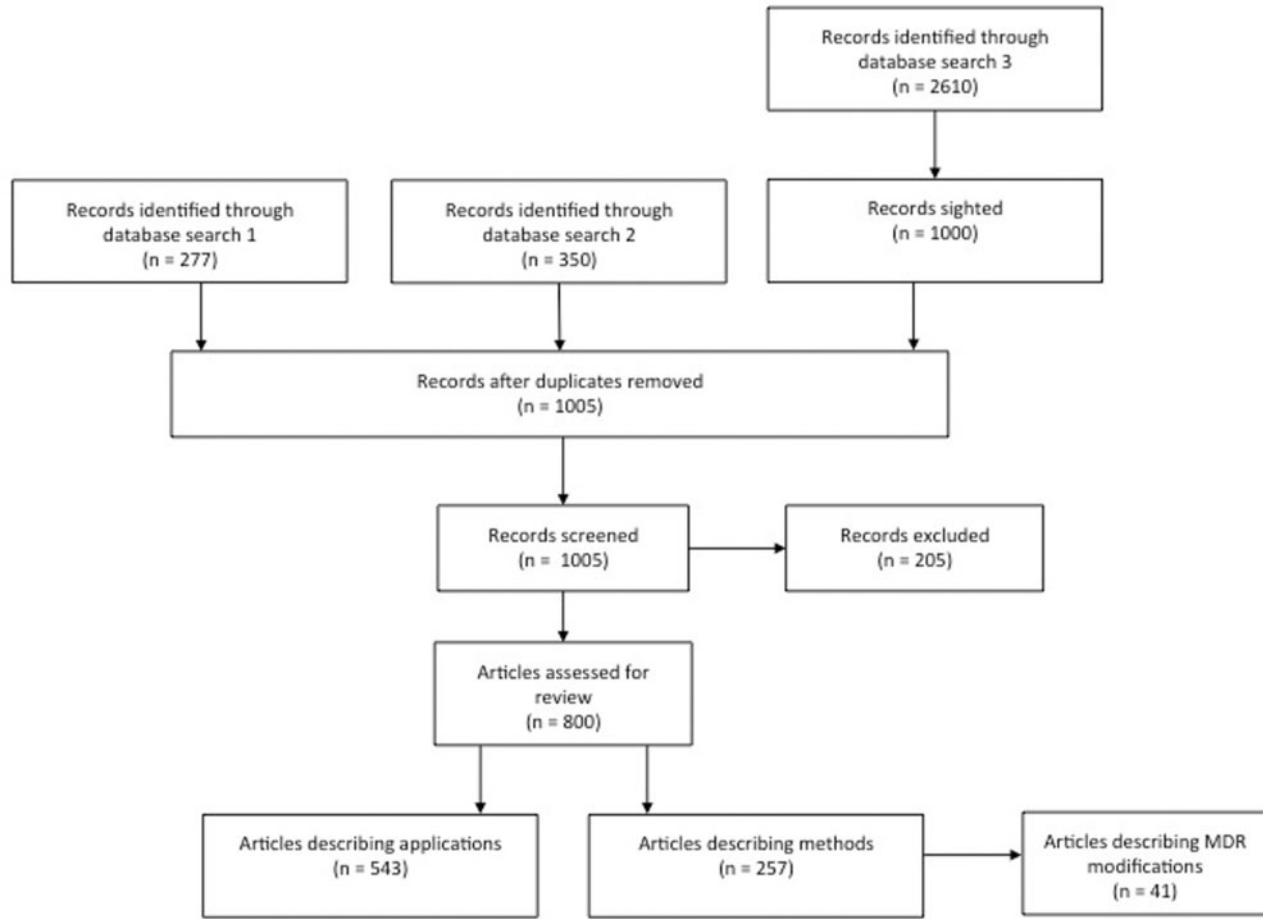 Records identified through
database search 3
(n = 2610)
Records identified through
database search 1
(n = 277)
Records identified through
database search 2
(n = 350)
Records sighted
(n = 1000)
Records after duplicates removed
(n = 1005)
Records screened
(n = 1005)
Records excluded
(n = 205)
Articles assessed for
review
(n = 800)
Articles describing applications
(n = 543)
Articles describing methods
(n = 257)
Articles describing MDR
modifications
(n = 41)